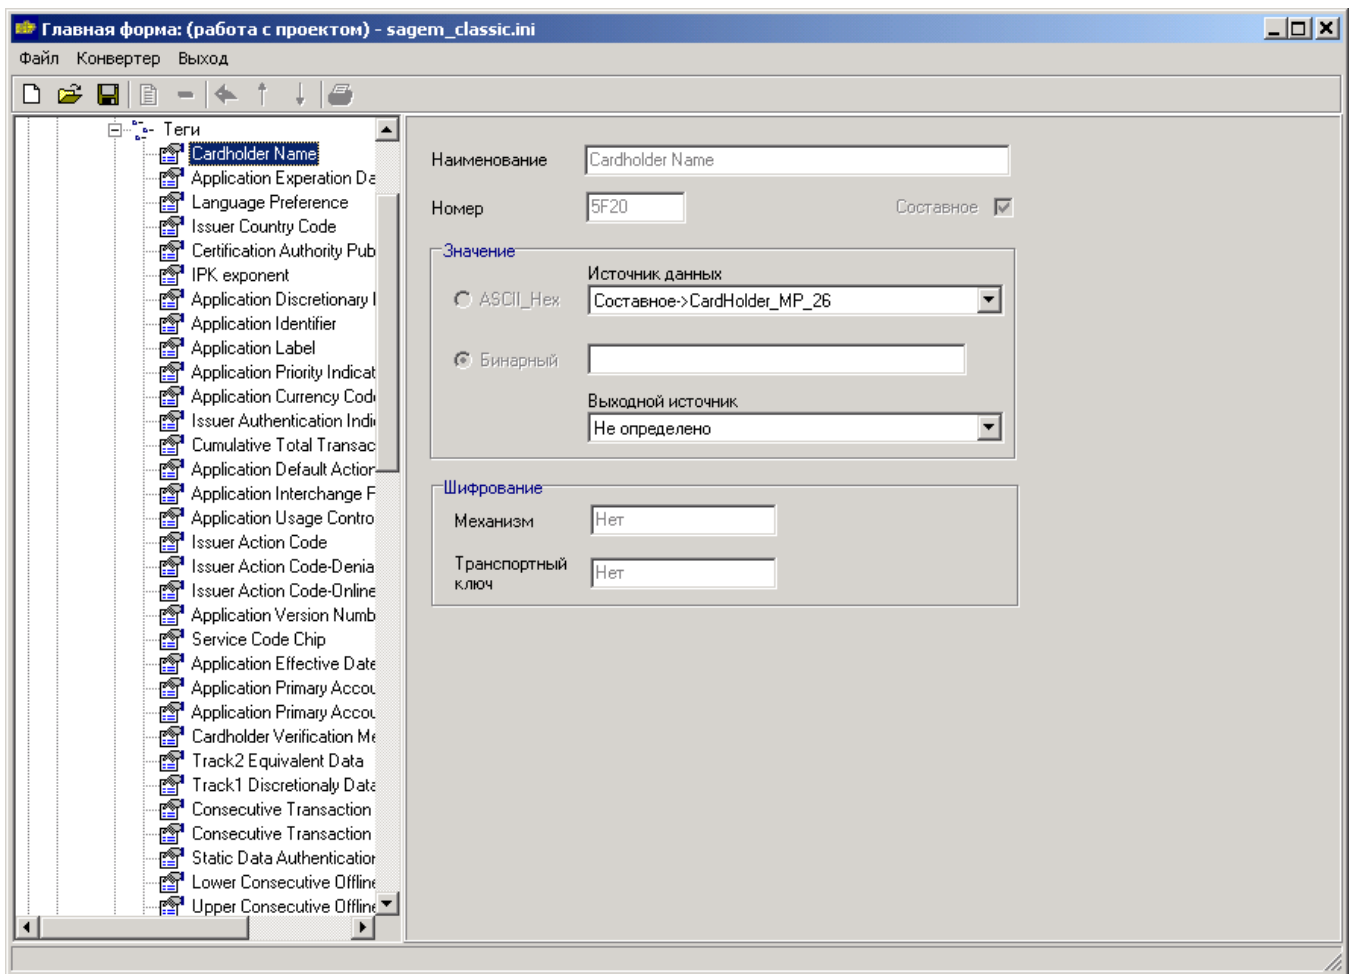 Главная форма: (работа с проектом) - sagem_classic.ini
Файл Конвертер Выход
Теги
Cardholder Name
Application Experation Da
Language Preference
Issuer Country Code
Certification Authority Pub
IPK exponent
Application Discretionary I
Application Identifier
Application Label
Application Priority Indicat
Application Currency Code
Issuer Authentication Indi
Cumulative Total Transac
Application Default Action
Application Interchange F
Application Usage Contro
Issuer Action Code
Issuer Action Code-Denia
Issuer Action Code-Online
Application Version Numb
Service Code Chip
Application Effective Date
Application Primary Accou
Application Primary Accou
Cardholder Verification Me
Track2 Equivalent Data
Track1 Discretionaly Data
Consecutive Transaction
Consecutive Transaction
Static Data Authentication
Lower Consecutive Offline
Upper Consecutive Offline
Наименование Cardholder Name
Номер 5F20 Составное
Значение
Источник данных
ASCII_Hex Составное->CardHolder_MP_26
Бинарный
Выходной источник
Не определено
Шифрование
Механизм Нет
Транспортный
ключ Нет